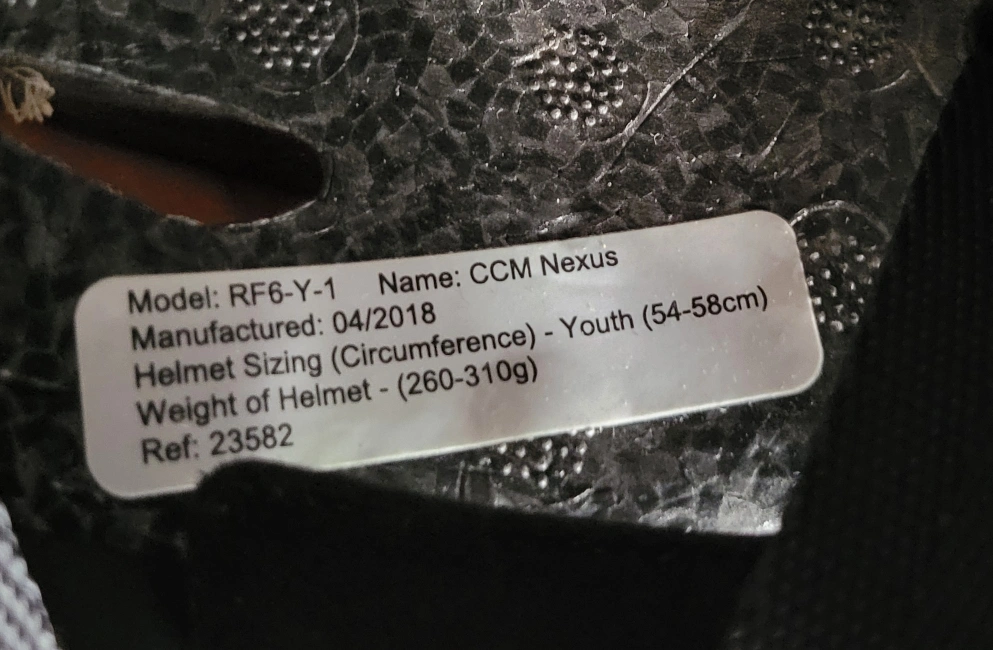 Model: RF6-Y-1 Name: CCM Nexus
Manufactured: 04/2018
Helmet Sizing (Circumference) - Youth (54-58cm)
Weight of Helmet - (260-310g)
Ref: 23582